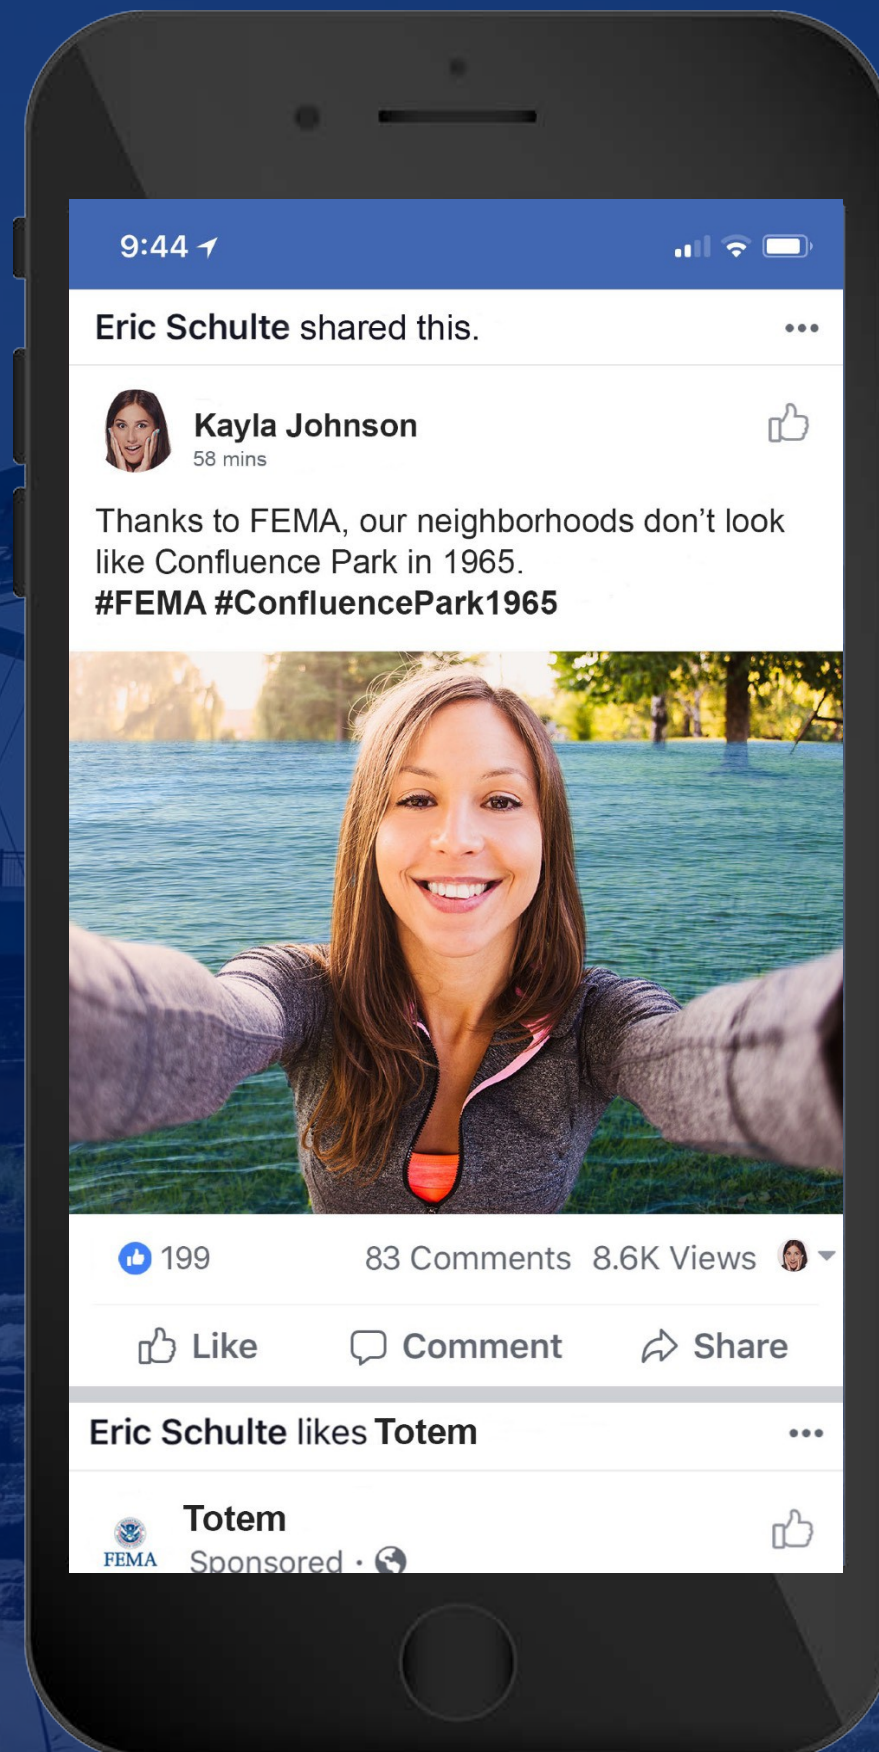 9:44
Eric Schulte shared this.
Kayla Johnson
58 mins
Thanks to FEMA, our neighborhoods don’t look
like Confluence Park in 1965.
#FEMA #ConfluencePark1965
199 83 Comments 8.6K Views
Like Comment Share
Eric Schulte likes Totem
Totem
FEMA Sponsored ·